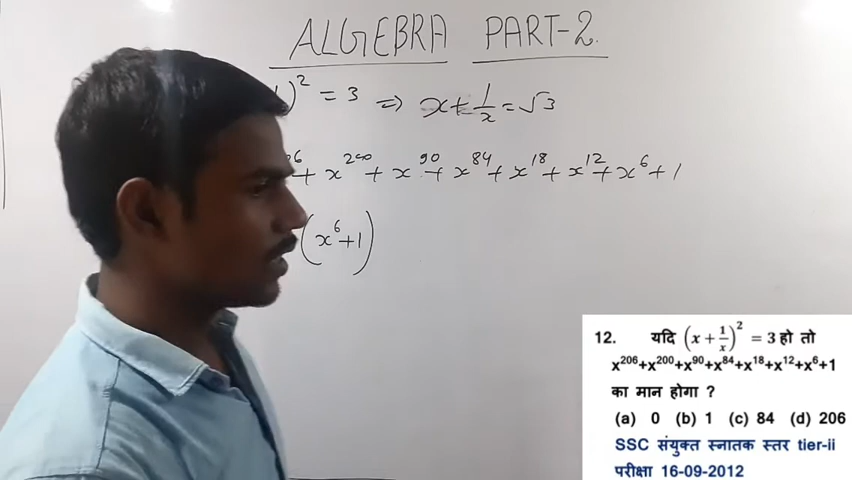 ALGEBRA PART-2.
)² = 3 => x + 1/x = √3
6 + x²⁰⁰ + x⁹⁰ + x⁸⁴ + x¹⁸ + x¹² + x⁶ + 1
(x⁶+1)
12. यदि (x + 1/x)² = 3 हो तो
x²⁰⁶+x²⁰⁰+x⁹⁰+x⁸⁴+x¹⁸+x¹²+x⁶+1
का मान होगा ?
(a) 0 (b) 1 (c) 84 (d) 206
SSC संयुक्त स्नातक स्तर tier-ii
परीक्षा 16-09-2012